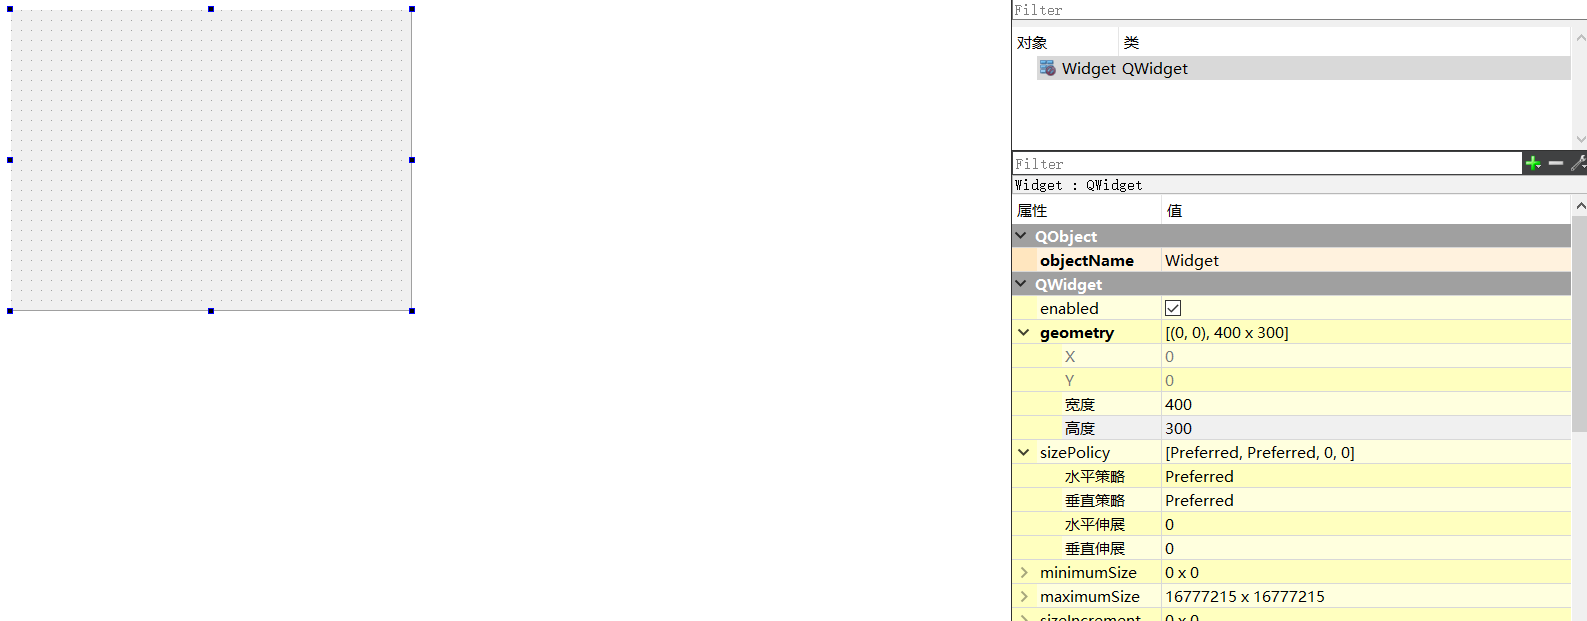 Filter
对象 类
Widget QWidget
Filter
Widget : QWidget
属性 值
QObject
objectName Widget
QWidget
enabled
geometry [(0, 0), 400 x 300]
X 0
Y 0
宽度 400
高度 300
sizePolicy [Preferred, Preferred, 0, 0]
水平策略 Preferred
垂直策略 Preferred
水平伸展 0
垂直伸展 0
minimumSize 0 x 0
maximumSize 16777215 x 16777215
sizeIncrement 0 x 0